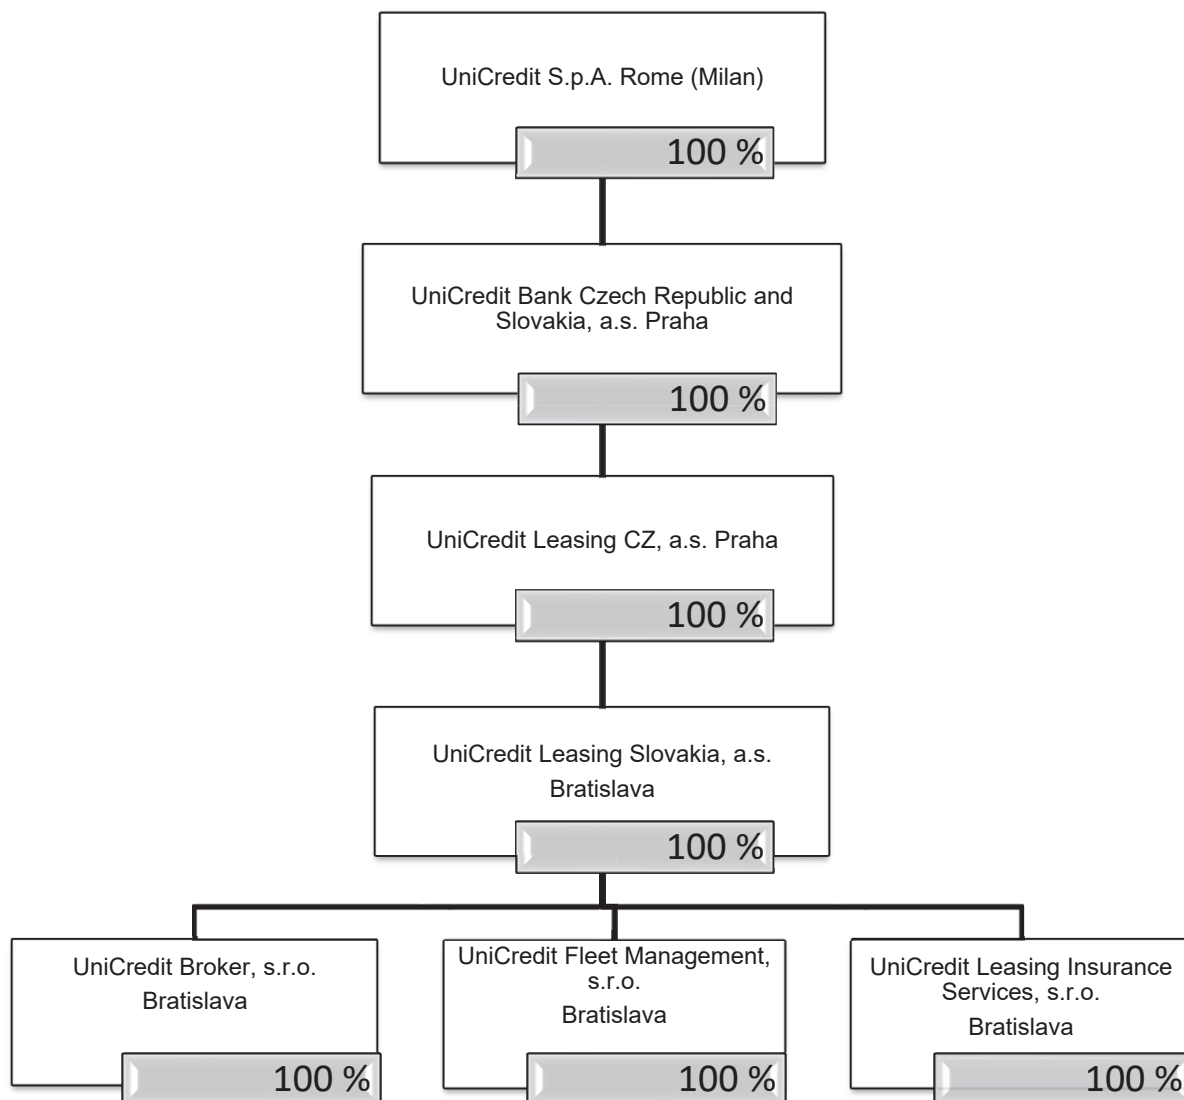 UniCredit S.p.A. Rome (Milan)
100 %
UniCredit Bank Czech Republic and
Slovakia, a.s. Praha
100 %
UniCredit Leasing CZ, a.s. Praha
100 %
UniCredit Leasing Slovakia, a.s.
Bratislava
100 %
UniCredit Broker, s.r.o.
Bratislava
100 %
UniCredit Fleet Management,
s.r.o.
Bratislava
100 %
UniCredit Leasing Insurance
Services, s.r.o.
Bratislava
100 %